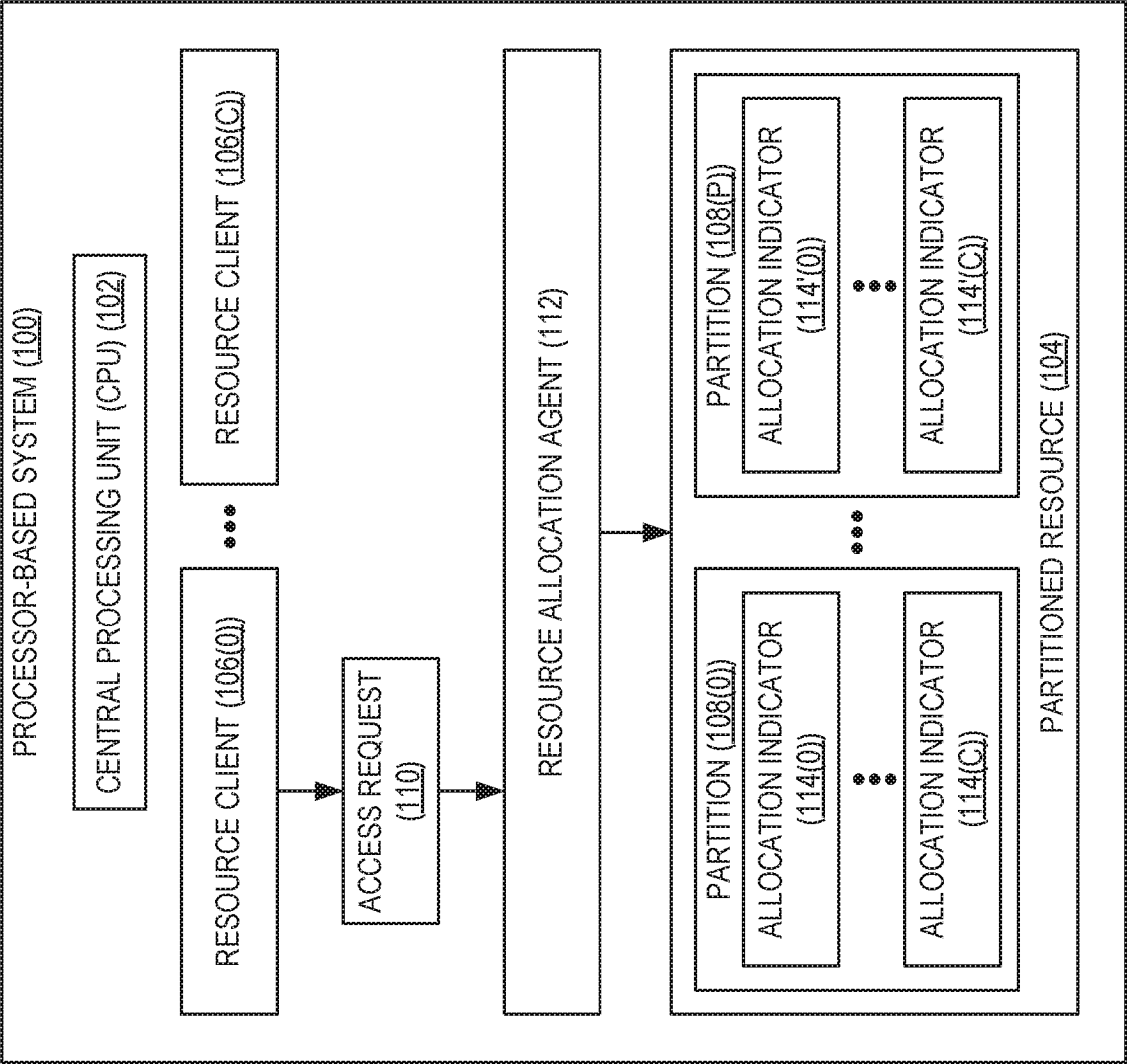 PROCESSOR-BASED SYSTEM (100)
CENTRAL PROCESSING UNIT (CPU) (102)
RESOURCE CLIENT (106(0))
RESOURCE CLIENT (106(C))
ACCESS REQUEST
(110)
RESOURCE ALLOCATION AGENT (112)
PARTITION (108(0))
ALLOCATION INDICATOR
(114(0))
ALLOCATION INDICATOR
(114(C))
PARTITION (108(P))
ALLOCATION INDICATOR
(114'(0))
ALLOCATION INDICATOR
(114'(C))
PARTITIONED RESOURCE (104)